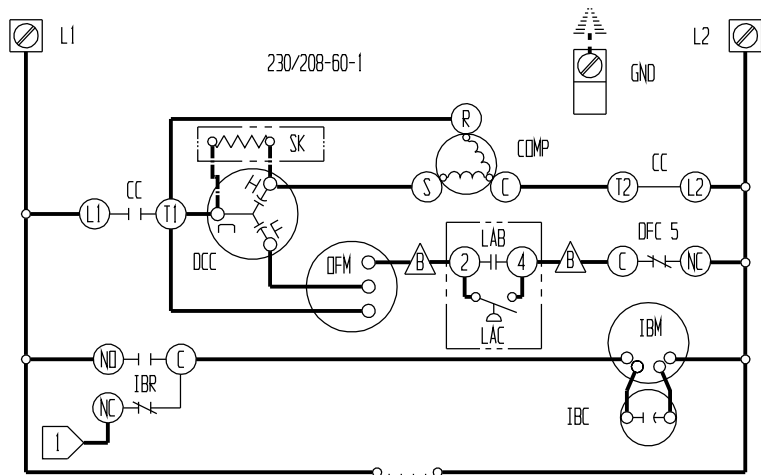 L1
L2
230/208-60-1
GND
R
SK
COMP
CC
CC
H
S
C
T2
L2
L1
T1
C
F
DCC
OFM
B
LAB
2
4
B
OFC 5
C
NC
LAC
IBM
NO
C
IBR
NC
IBC
1